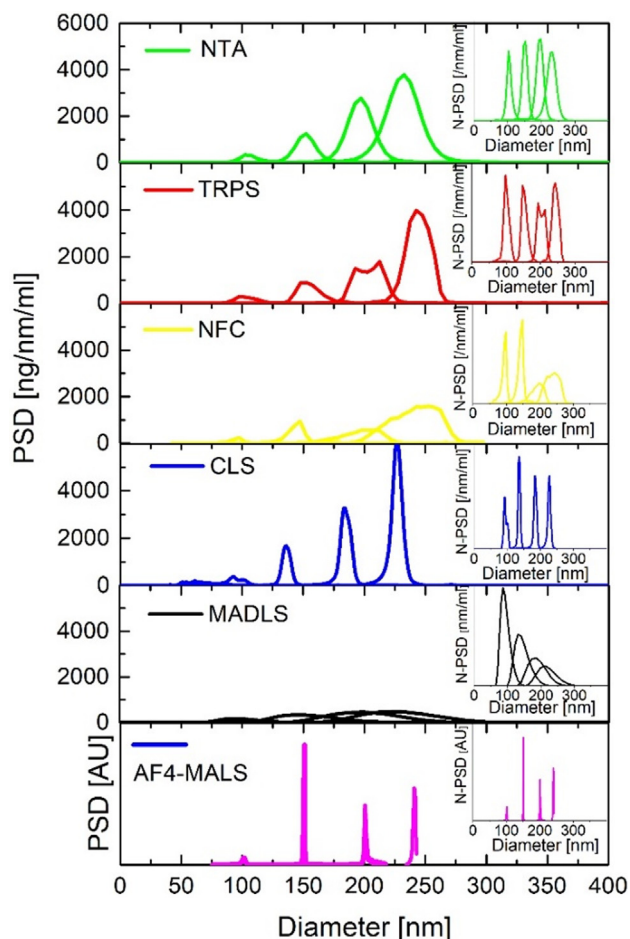 6000
4000
2000
0
NTA
N-PSD [/nm/ml]
100 200 300
Diameter [nm]
4000
2000
0
TRPS
N-PSD [/nm/ml]
0 100 200 300
Diameter [nm]
PSD [ng/nm/ml]
4000
2000
0
NFC
N-PSD [/nm/ml]
0 100 200 300
Diameter [nm]
4000
2000
0
CLS
N-PSD [/nm/ml]
0 100 200 300
Diameter [nm]
4000
2000
0
MADLS
N-PSD [/nm/ml]
0 100 200 300
Diameter [nm]
PSD [AU]
AF4-MALS
N-PSD [AU]
0 100 200 300
Diameter [nm]
0 50 100 150 200 250 300 350 400
Diameter [nm]